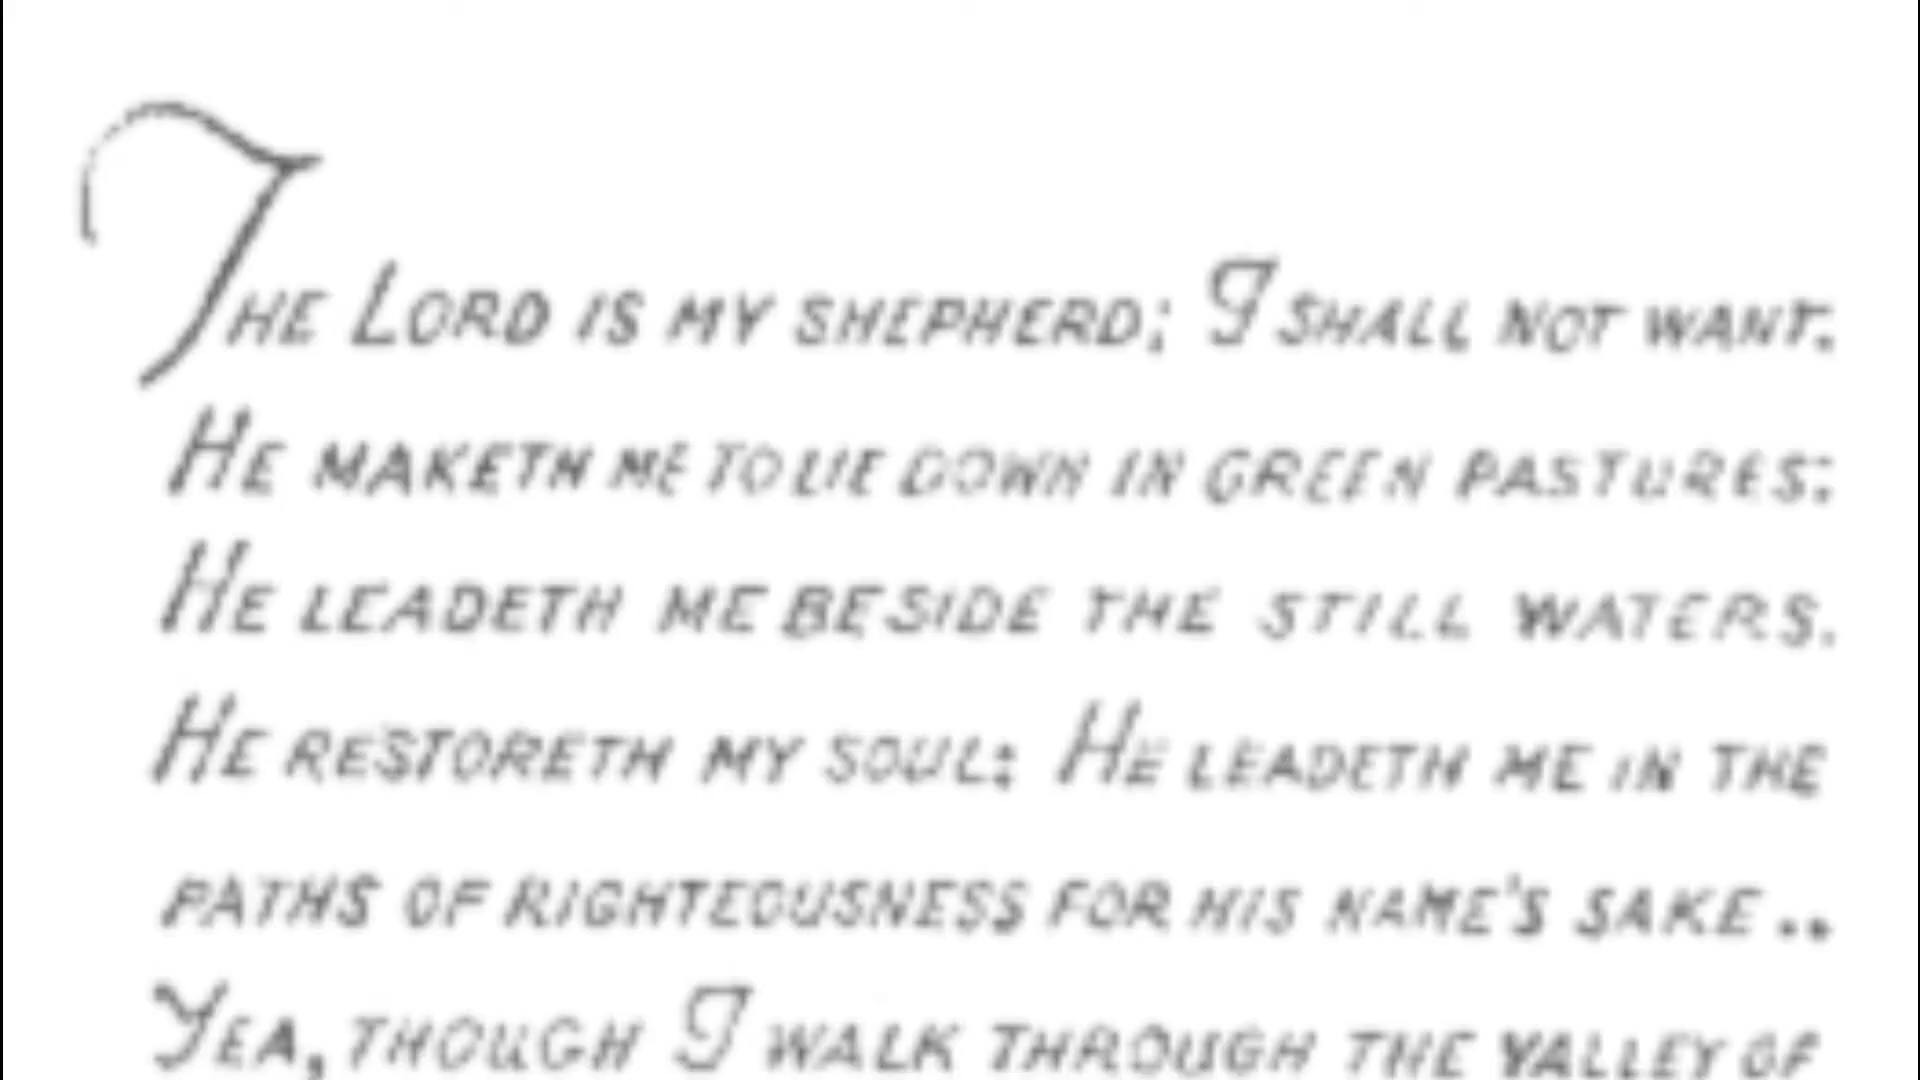 THE LORD IS MY SHEPHERD; I SHALL NOT WANT.
HE MAKETH ME TO LIE DOWN IN GREEN PASTURES:
HE LEADETH ME BESIDE THE STILL WATERS.
HE RESTORETH MY SOUL: HE LEADETH ME IN THE
PATHS OF RIGHTEOUSNESS FOR HIS NAME'S SAKE..
YEA, THOUGH I WALK THROUGH THE VALLEY OF